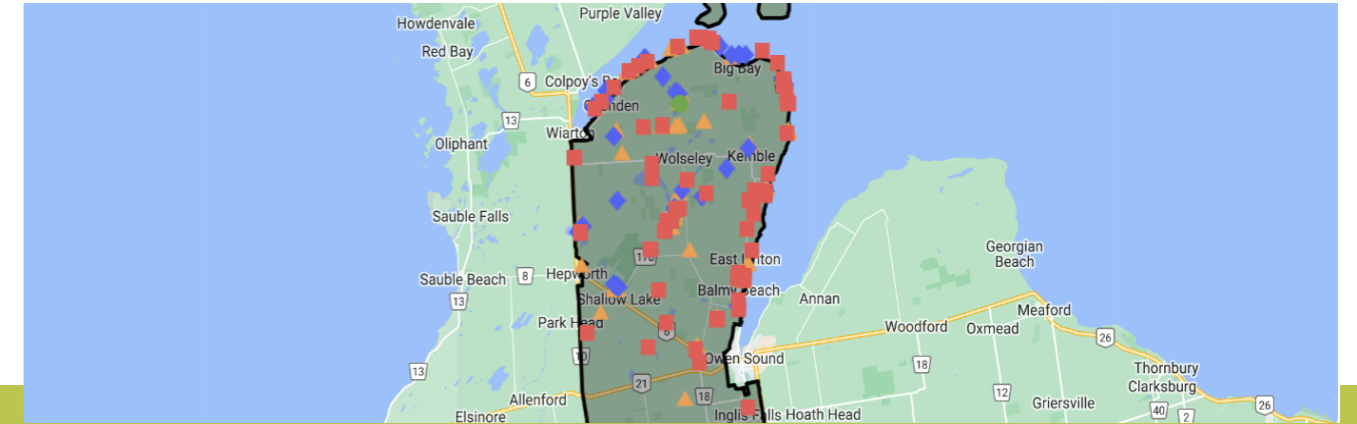 Purple Valley
Howdenvale
Red Bay
6
Colpoy's
Big Bay
13
Wiarton
Oliphant
Wolseley
Kemble
Sauble Falls
Georgian
Beach
170
East Linton
Sauble Beach
8
Hepworth
13
Shallow Lake
Balmy Beach
Annan
Meaford
Park Head
6
Woodford
Oxmead
26
10
Owen Sound
13
18
Thornbury
Clarksburg
21
12
Allenford
18
Griersville
26
40
2
Elsinore
Inglis Falls
Hoath Head